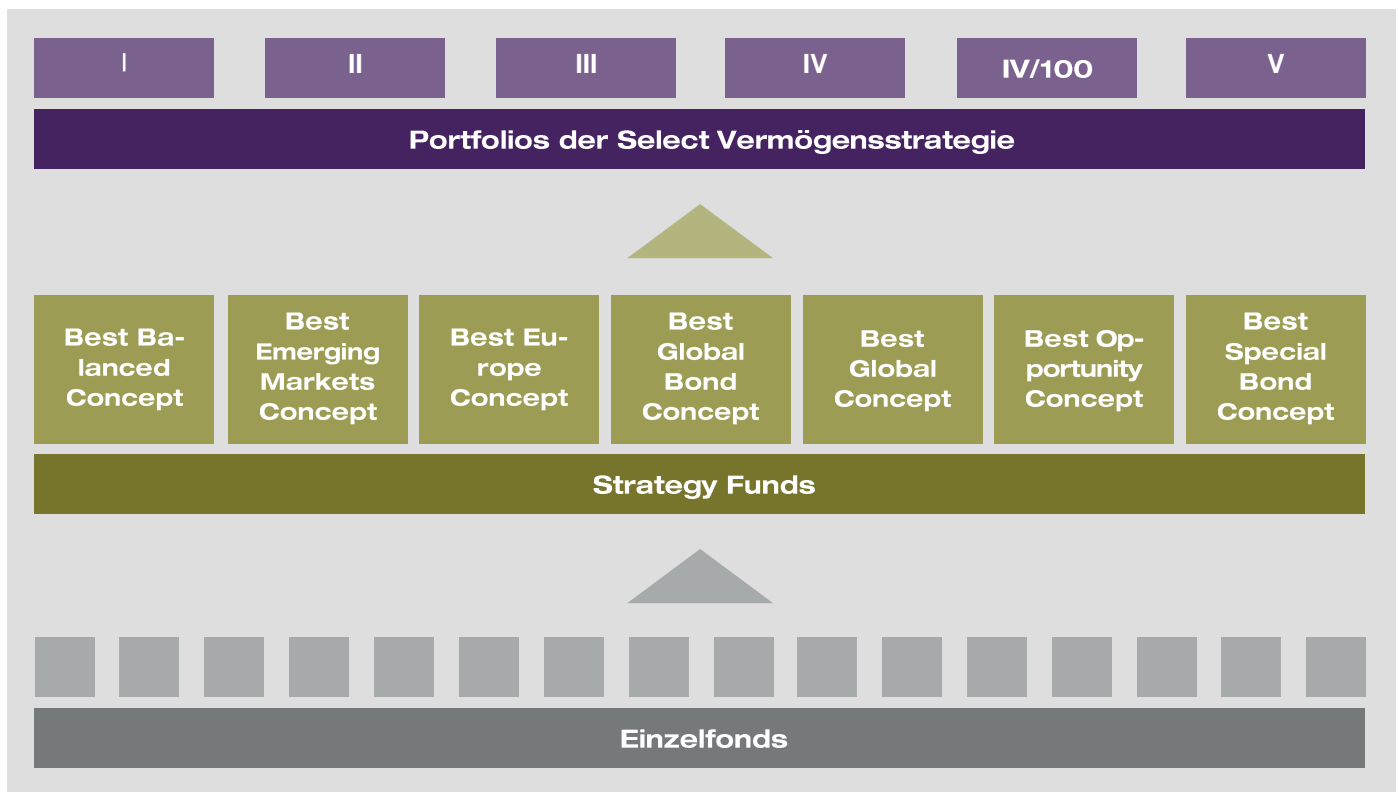 I
II
III
IV
IV/100
V
Portfolios der Select Vermögensstrategie
Best Ba-
lanced
Concept
Best
Emerging
Markets
Concept
Best Eu-
rope
Concept
Best
Global
Bond
Concept
Best
Global
Concept
Best Op-
portunity
Concept
Best
Special
Bond
Concept
Strategy Funds
Einzelfonds